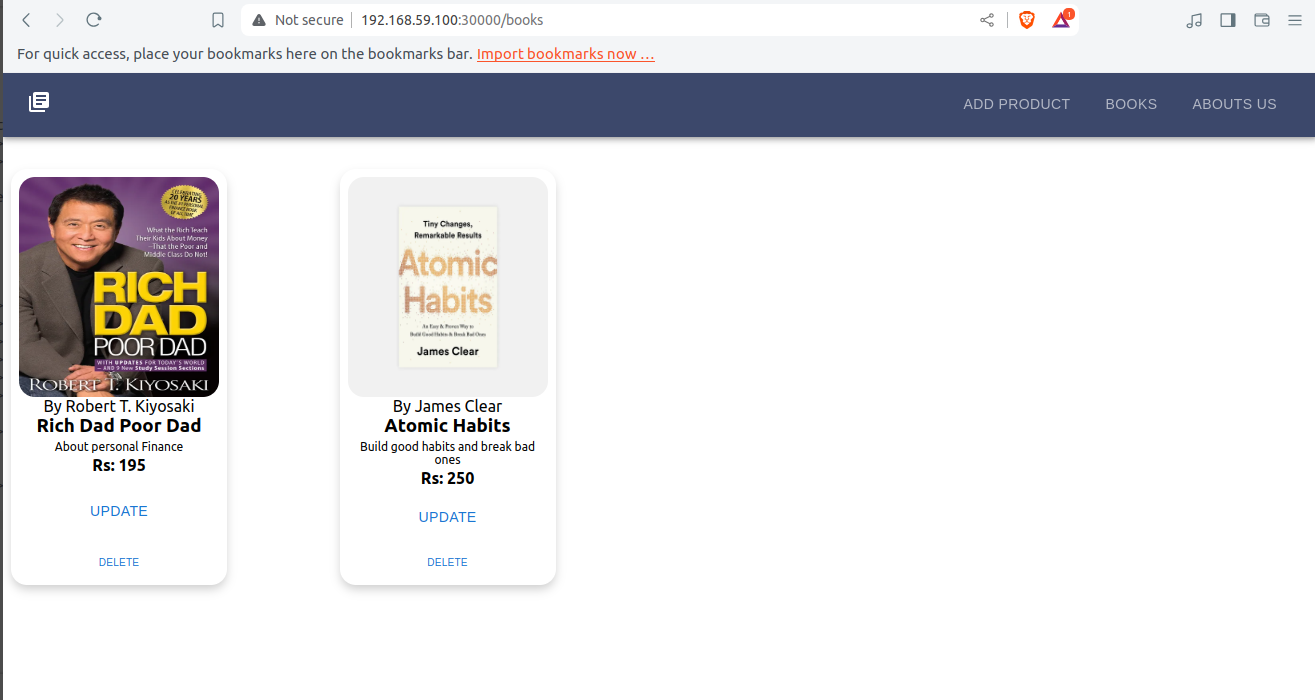 Not secure 192.168.59.100:30000/books
1
For quick access, place your bookmarks here on the bookmarks bar. Import bookmarks now ...
ADD PRODUCT BOOKS ABOUTS US
CELEBRATING
20 YEARS
What the Rich Teach
Their Kids About Money
—That the Poor and
Middle Class Do Not!
RICH
DAD
POOR DAD
WITH UPDATES FOR TODAY'S WORLD
— AND 9 New Study Session Sections
ROBERT T. KIYOSAKI
By Robert T. Kiyosaki
Rich Dad Poor Dad
About personal Finance
Rs: 195
UPDATE
DELETE
Tiny Changes,
Remarkable Results
Atomic
Habits
An Easy & Proven Way to
Build Good Habits & Break Bad Ones
James Clear
By James Clear
Atomic Habits
Build good habits and break bad
ones
Rs: 250
UPDATE
DELETE